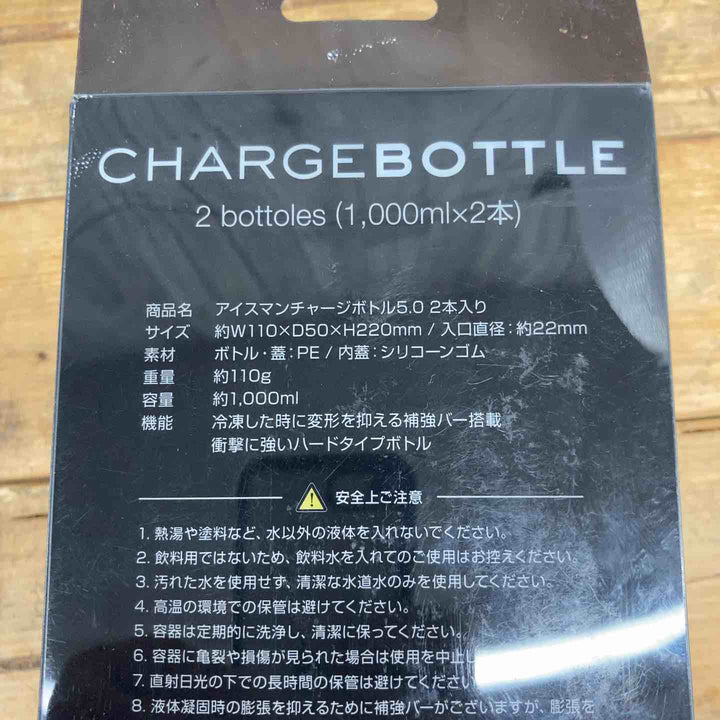 CHARGEBOTTLE
2 bottoles (1,000ml×2本)
商品名 アイスマンチャージボトル5.0 2本入り
サイズ 約W110×D50×H220mm / 入口直径：約22mm
素材 ボトル・蓋：PE / 内蓋：シリコーンゴム
重量 約110g
容量 約1,000ml
機能 冷凍した時に変形を抑える補強バー搭載
衝撃に強いハードタイプボトル
安全上ご注意
1. 熱湯や塗料など、水以外の液体を入れないでください。
2. 飲料用ではないため、飲料水を入れてのご使用はお控えください。
3. 汚れた水を使用せず、清潔な水道水のみを使用してください。
4. 高温の環境での保管は避けてください。
5. 容器は定期的に洗浄し、清潔に保ってください。
6. 容器に亀裂や損傷が見られた場合は使用を中止し
7. 直射日光の下での長時間の保管は避けてください
8. 液体凝固時の膨張を抑えるために補強バーがございますが、膨張を